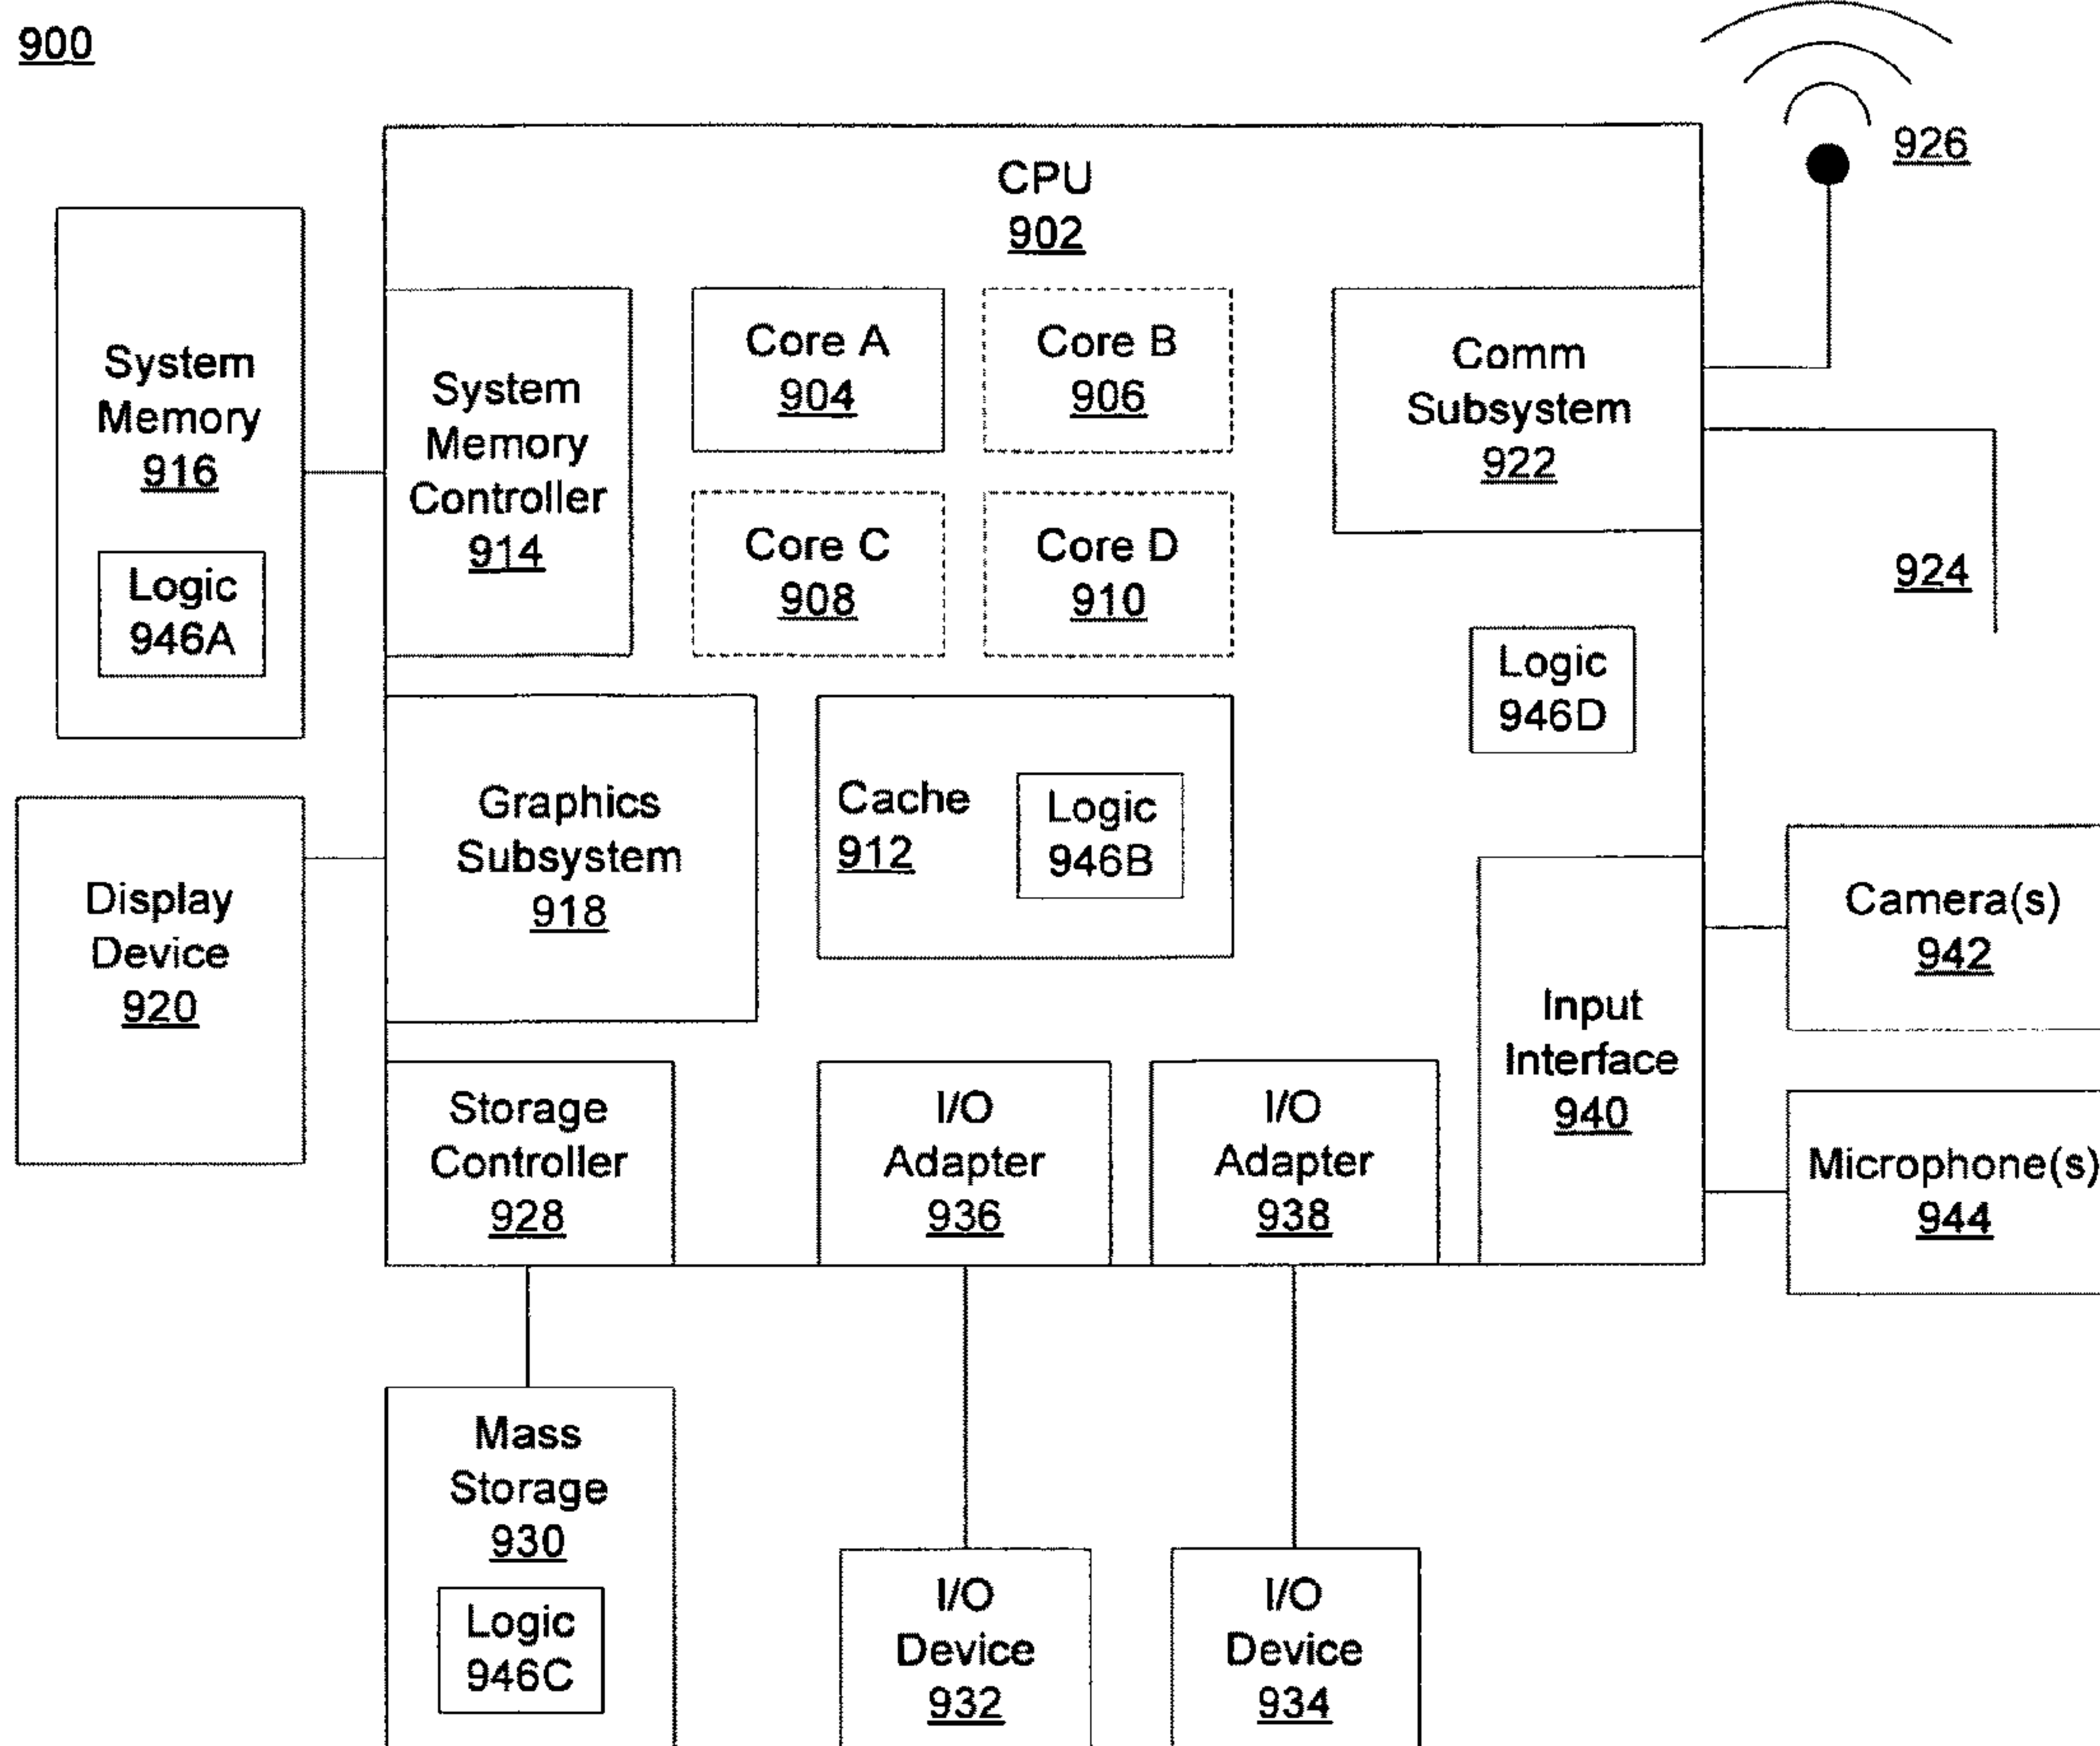 900
926
CPU
902
System
Memory
916
Logic
946A
System
Memory
Controller
914
Core A
904
Core B
906
Core C
908
Core D
910
Comm
Subsystem
922
924
Logic
946D
Display
Device
920
Graphics
Subsystem
918
Cache
912
Logic
946B
Camera(s)
942
Input
Interface
940
Microphone(s)
944
Storage
Controller
928
I/O
Adapter
936
I/O
Adapter
938
Mass
Storage
930
Logic
946C
I/O
Device
932
I/O
Device
934